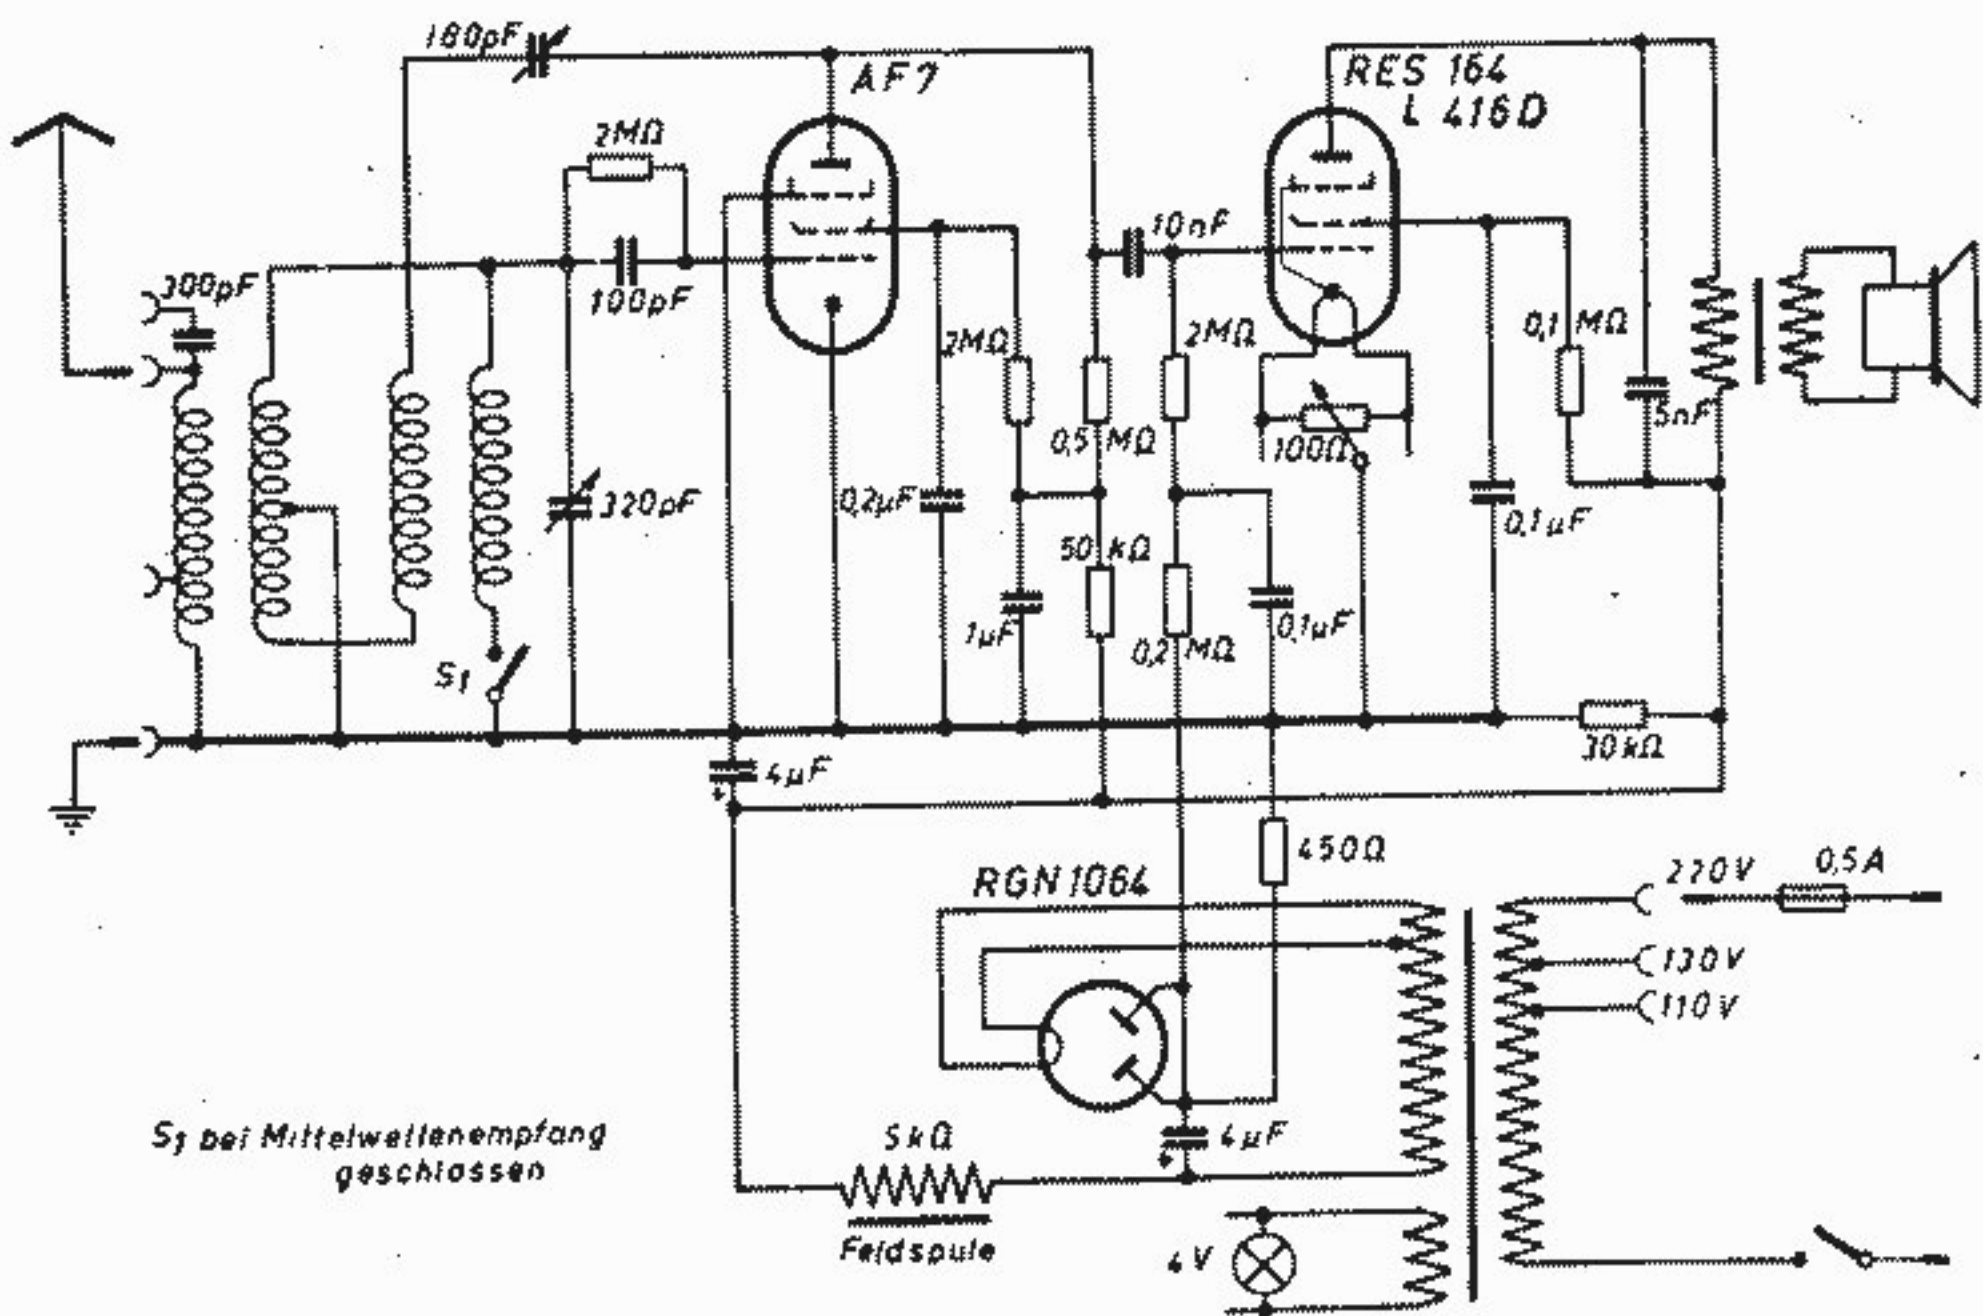 180pF
AF7
RES 164
L 416D
2MΩ
10nF
300pF
100pF
2MΩ
2MΩ
0,1 MΩ
5nF
0,5 MΩ
100Ω
320pF
0,2µF
0,1µF
50 kΩ
1µF
0,2 MΩ
0,1µF
S1
30kΩ
4µF
+
450Ω
RGN 1064
220V
0,5A
130V
110V
S1 bei Mittelwellenempfang
geschlossen
5kΩ
4µF
+
Feldspule
4V